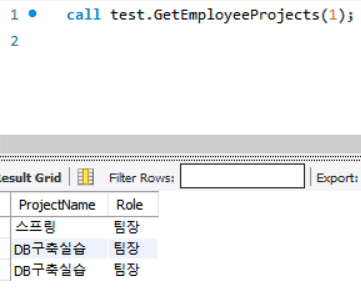 1 call test.GetEmployeeProjects(1);
2
esult Grid Filter Rows: Export:
ProjectName Role
스프링 팀장
DB구축실습 팀장
DB구축실습 팀장